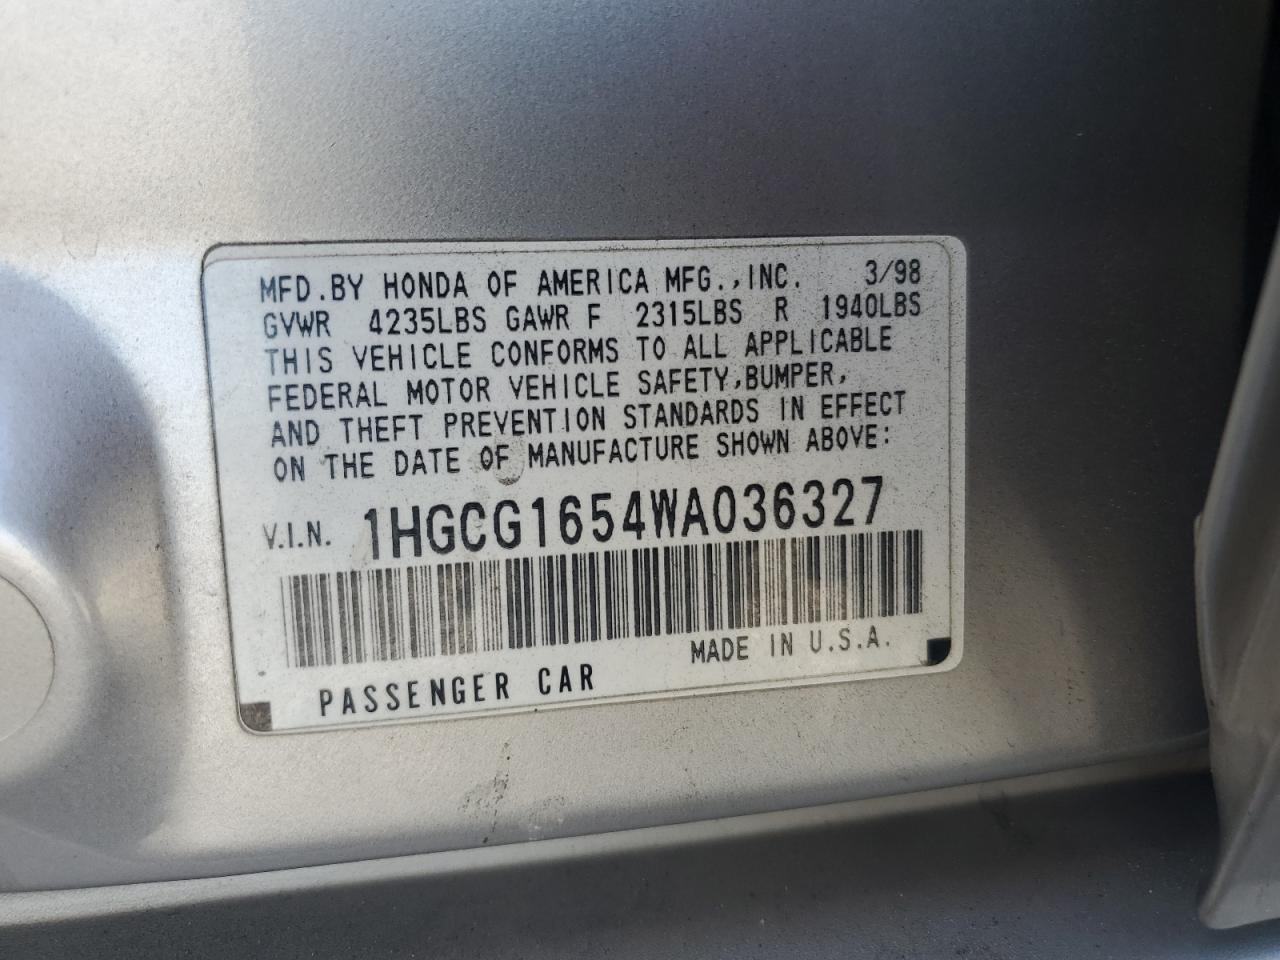 MFD.BY HONDA OF AMERICA MFG.,INC. 3/98
GVWR 4235LBS GAWR F 2315LBS R 1940LBS
THIS VEHICLE CONFORMS TO ALL APPLICABLE
FEDERAL MOTOR VEHICLE SAFETY,BUMPER,
AND THEFT PREVENTION STANDARDS IN EFFECT
ON THE DATE OF MANUFACTURE SHOWN ABOVE:
V.I.N. 1HGCG1654WA036327
MADE IN U.S.A.
PASSENGER CAR